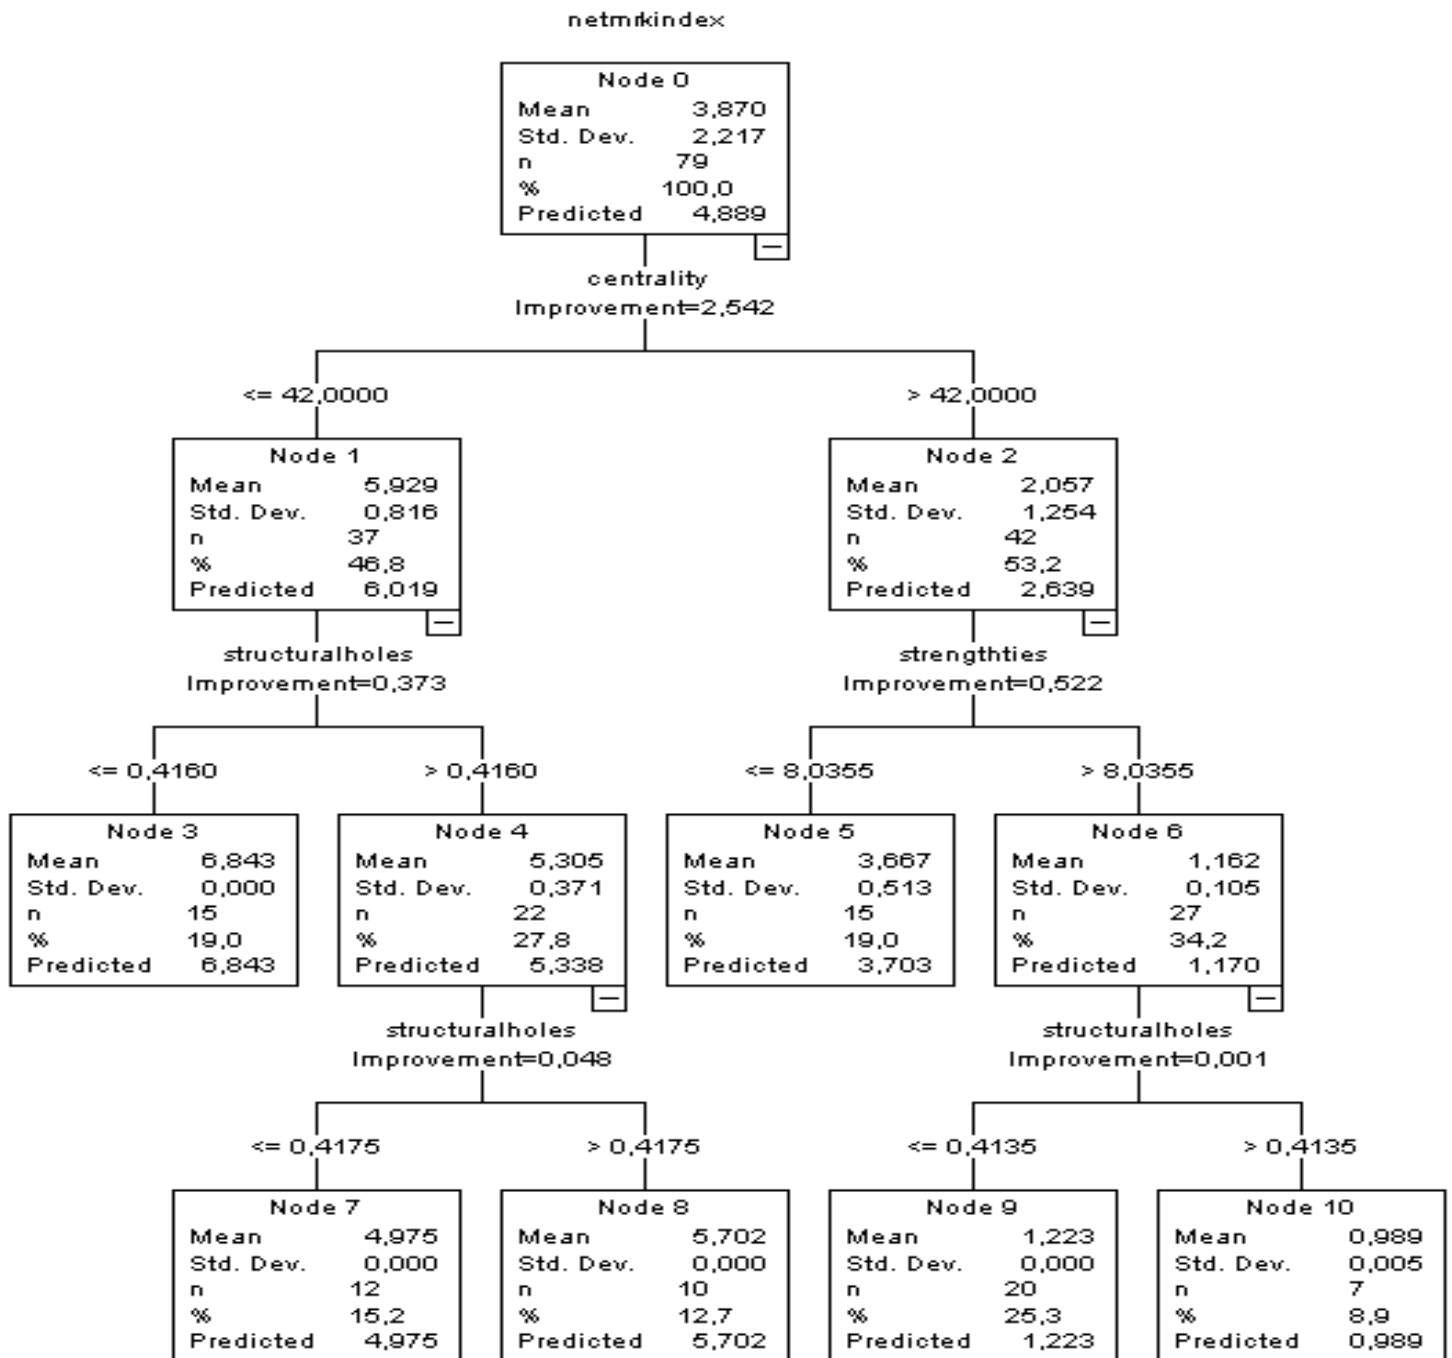 netmrkindex
Node 0
Mean 3,870
Std. Dev. 2,217
n 79
% 100,0
Predicted 4,889
centrality
Improvement=2,542
<= 42,0000
> 42,0000
Node 1
Mean 5,929
Std. Dev. 0,816
n 37
% 46,8
Predicted 6,019
Node 2
Mean 2,057
Std. Dev. 1,254
n 42
% 53,2
Predicted 2,639
structuralholes
Improvement=0,373
strengthties
Improvement=0,522
<= 0,4160
> 0,4160
<= 8,0355
> 8,0355
Node 3
Mean 6,843
Std. Dev. 0,000
n 15
% 19,0
Predicted 6,843
Node 4
Mean 5,305
Std. Dev. 0,371
n 22
% 27,8
Predicted 5,338
Node 5
Mean 3,667
Std. Dev. 0,513
n 15
% 19,0
Predicted 3,703
Node 6
Mean 1,162
Std. Dev. 0,105
n 27
% 34,2
Predicted 1,170
structuralholes
Improvement=0,048
structuralholes
Improvement=0,001
<= 0,4175
> 0,4175
<= 0,4135
> 0,4135
Node 7
Mean 4,975
Std. Dev. 0,000
n 12
% 15,2
Predicted 4,975
Node 8
Mean 5,702
Std. Dev. 0,000
n 10
% 12,7
Predicted 5,702
Node 9
Mean 1,223
Std. Dev. 0,000
n 20
% 25,3
Predicted 1,223
Node 10
Mean 0,989
Std. Dev. 0,005
n 7
% 8,9
Predicted 0,989